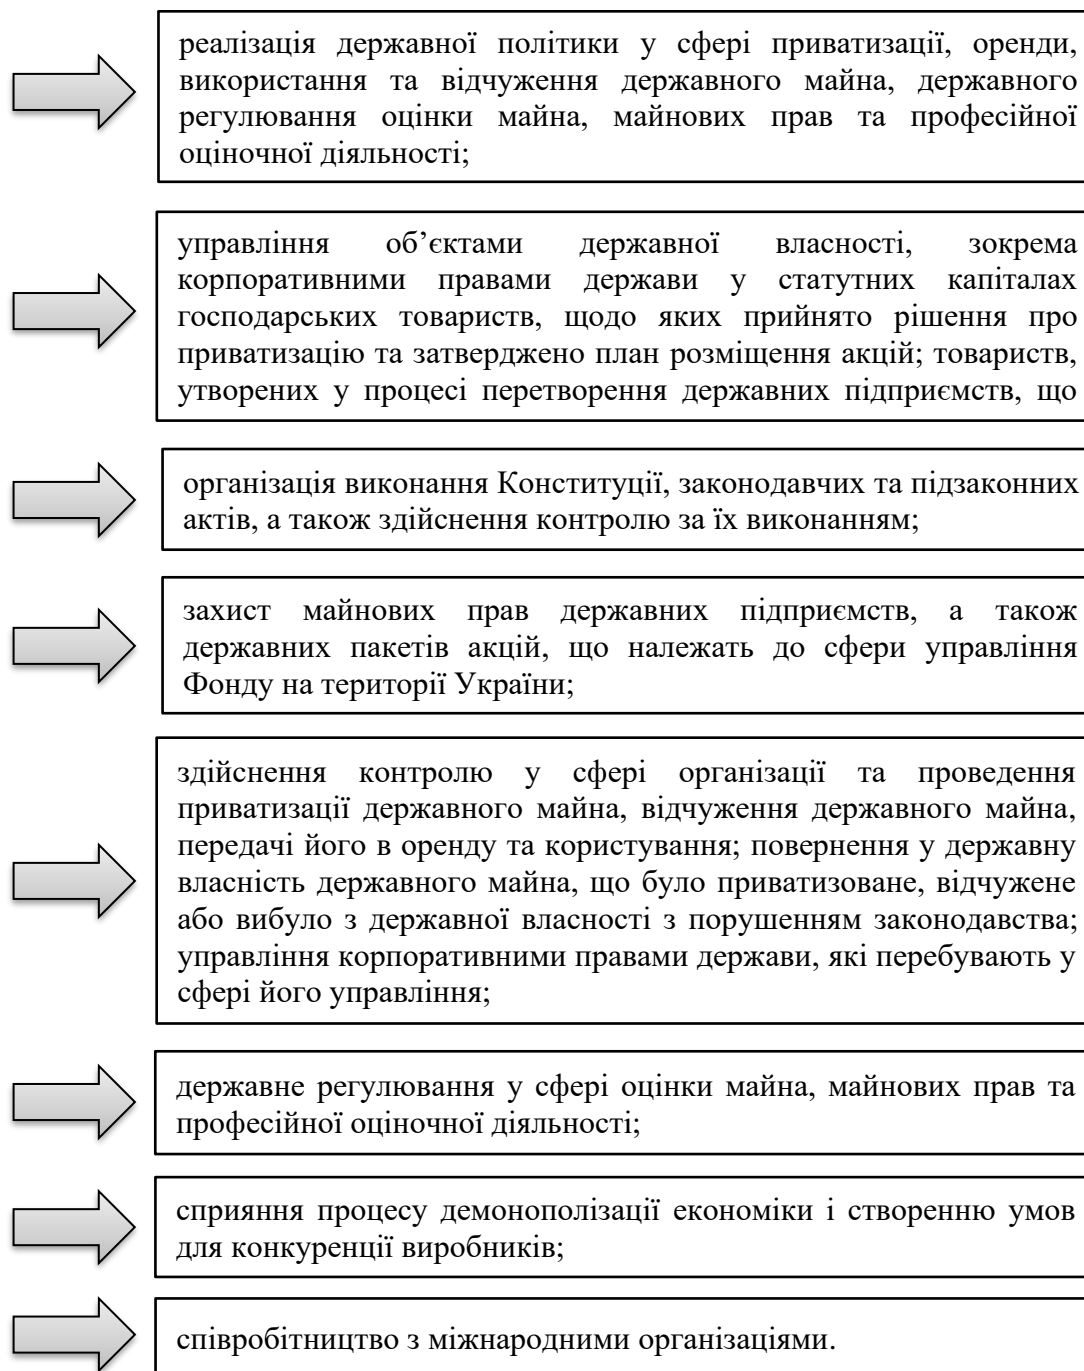 реалізація державної політики у сфері приватизації, оренди,
використання та відчуження державного майна, державного
регулювання оцінки майна, майнових прав та професійної
оціночної діяльності;
управління об’єктами державної власності, зокрема
корпоративними правами держави у статутних капіталах
господарських товариств, щодо яких прийнято рішення про
приватизацію та затверджено план розміщення акцій; товариств,
утворених у процесі перетворення державних підприємств, що
організація виконання Конституції, законодавчих та підзаконних
актів, а також здійснення контролю за їх виконанням;
захист майнових прав державних підприємств, а також
державних пакетів акцій, що належать до сфери управління
Фонду на території України;
здійснення контролю у сфері організації та проведення
приватизації державного майна, відчуження державного майна,
передачі його в оренду та користування; повернення у державну
власність державного майна, що було приватизоване, відчужене
або вибуло з державної власності з порушенням законодавства;
управління корпоративними правами держави, які перебувають у
сфері його управління;
державне регулювання у сфері оцінки майна, майнових прав та
професійної оціночної діяльності;
сприяння процесу демонополізації економіки і створенню умов
для конкуренції виробників;
співробітництво з міжнародними організаціями.